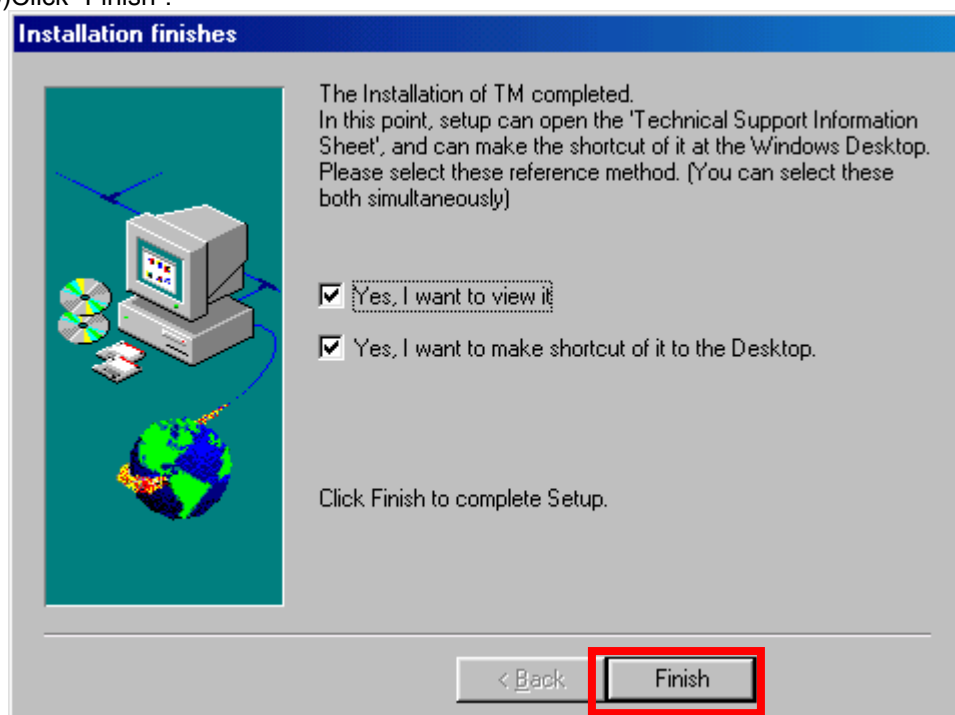 )Click "Finish".
Installation finishes
The Installation of TM completed.
In this point, setup can open the 'Technical Support Information
Sheet', and can make the shortcut of it at the Windows Desktop.
Please select these reference method. (You can select these
both simultaneously)
Yes, I want to view it
Yes, I want to make shortcut of it to the Desktop.
Click Finish to complete Setup.
< Back
Finish